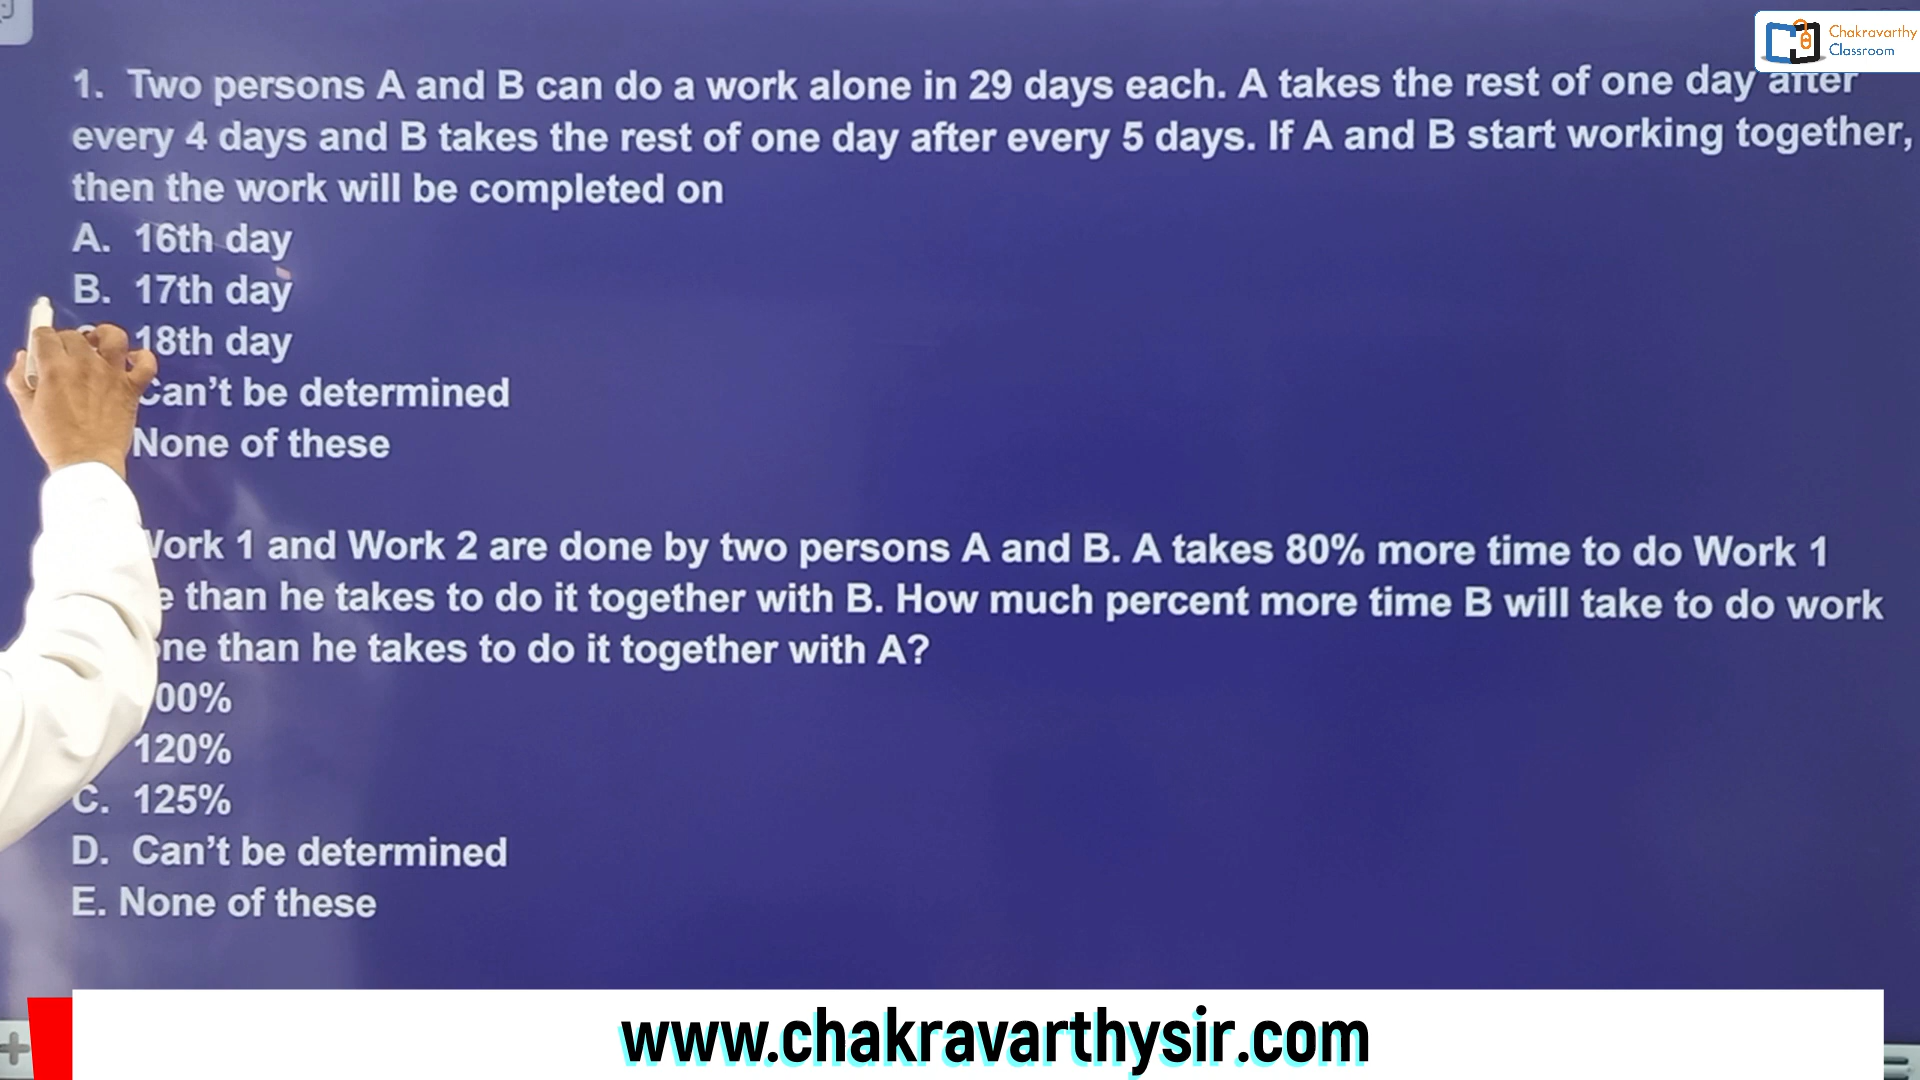 Chakravarthy
Classroom
1. Two persons A and B can do a work alone in 29 days each. A takes the rest of one day after
every 4 days and B takes the rest of one day after every 5 days. If A and B start working together,
then the work will be completed on
A. 16th day
B. 17th day
18th day
Can't be determined
None of these
Work 1 and Work 2 are done by two persons A and B. A takes 80% more time to do Work 1
than he takes to do it together with B. How much percent more time B will take to do work
than he takes to do it together with A?
120%
C. 125%
D. Can't be determined
E. None of these
www.chakravarthysir.com